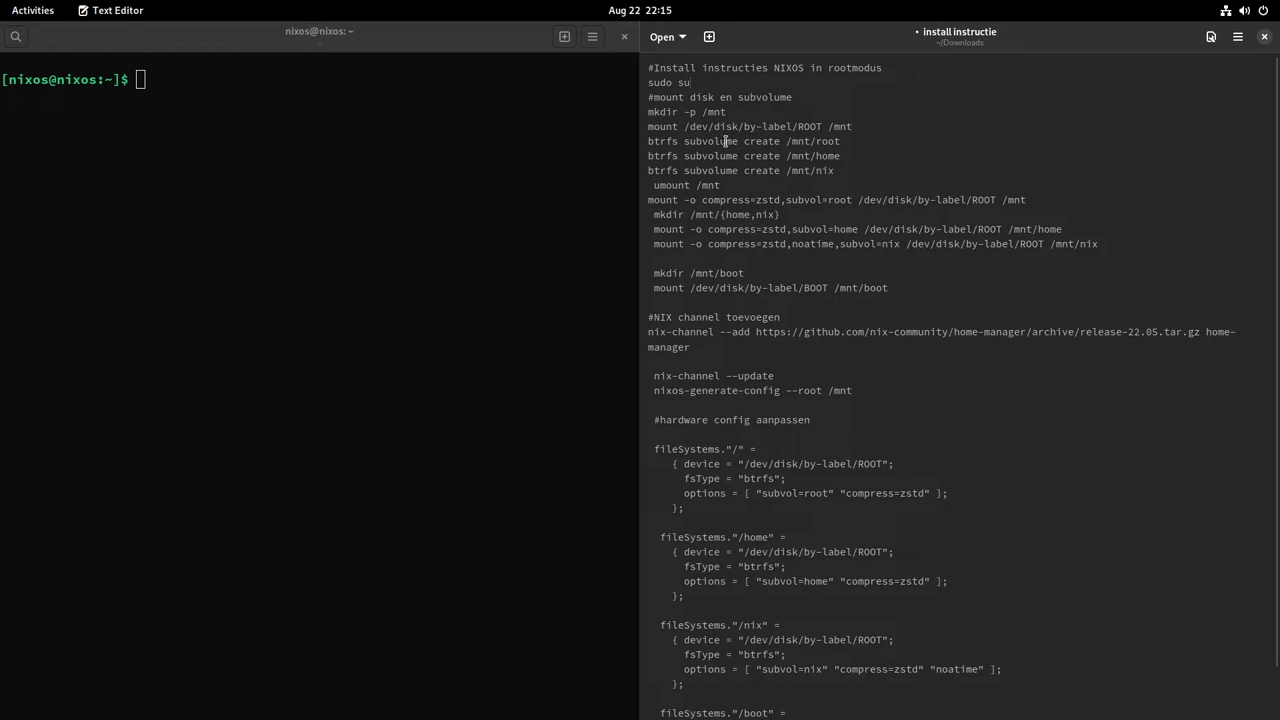 Activities
Text Editor
Aug 22 22:15
nixos@nixos: ~
~
[nixos@nixos:~]$
Open
• install instructie
~/Downloads
#Install instructies NIXOS in rootmodus
sudo su
#mount disk en subvolume
mkdir -p /mnt
mount /dev/disk/by-label/ROOT /mnt
btrfs subvolume create /mnt/root
btrfs subvolume create /mnt/home
btrfs subvolume create /mnt/nix
 umount /mnt
mount -o compress=zstd,subvol=root /dev/disk/by-label/ROOT /mnt
 mkdir /mnt/{home,nix}
 mount -o compress=zstd,subvol=home /dev/disk/by-label/ROOT /mnt/home
 mount -o compress=zstd,noatime,subvol=nix /dev/disk/by-label/ROOT /mnt/nix
 mkdir /mnt/boot
 mount /dev/disk/by-label/BOOT /mnt/boot
#NIX channel toevoegen
nix-channel --add https://github.com/nix-community/home-manager/archive/release-22.05.tar.gz home-
manager
 nix-channel --update
 nixos-generate-config --root /mnt
 #hardware config aanpassen
 fileSystems."/" =
    { device = "/dev/disk/by-label/ROOT";
      fsType = "btrfs";
      options = [ "subvol=root" "compress=zstd" ];
    };
  fileSystems."/home" =
    { device = "/dev/disk/by-label/ROOT";
      fsType = "btrfs";
      options = [ "subvol=home" "compress=zstd" ];
    };
  fileSystems."/nix" =
    { device = "/dev/disk/by-label/ROOT";
      fsType = "btrfs";
      options = [ "subvol=nix" "compress=zstd" "noatime" ];
    };
  fileSystems."/boot" =